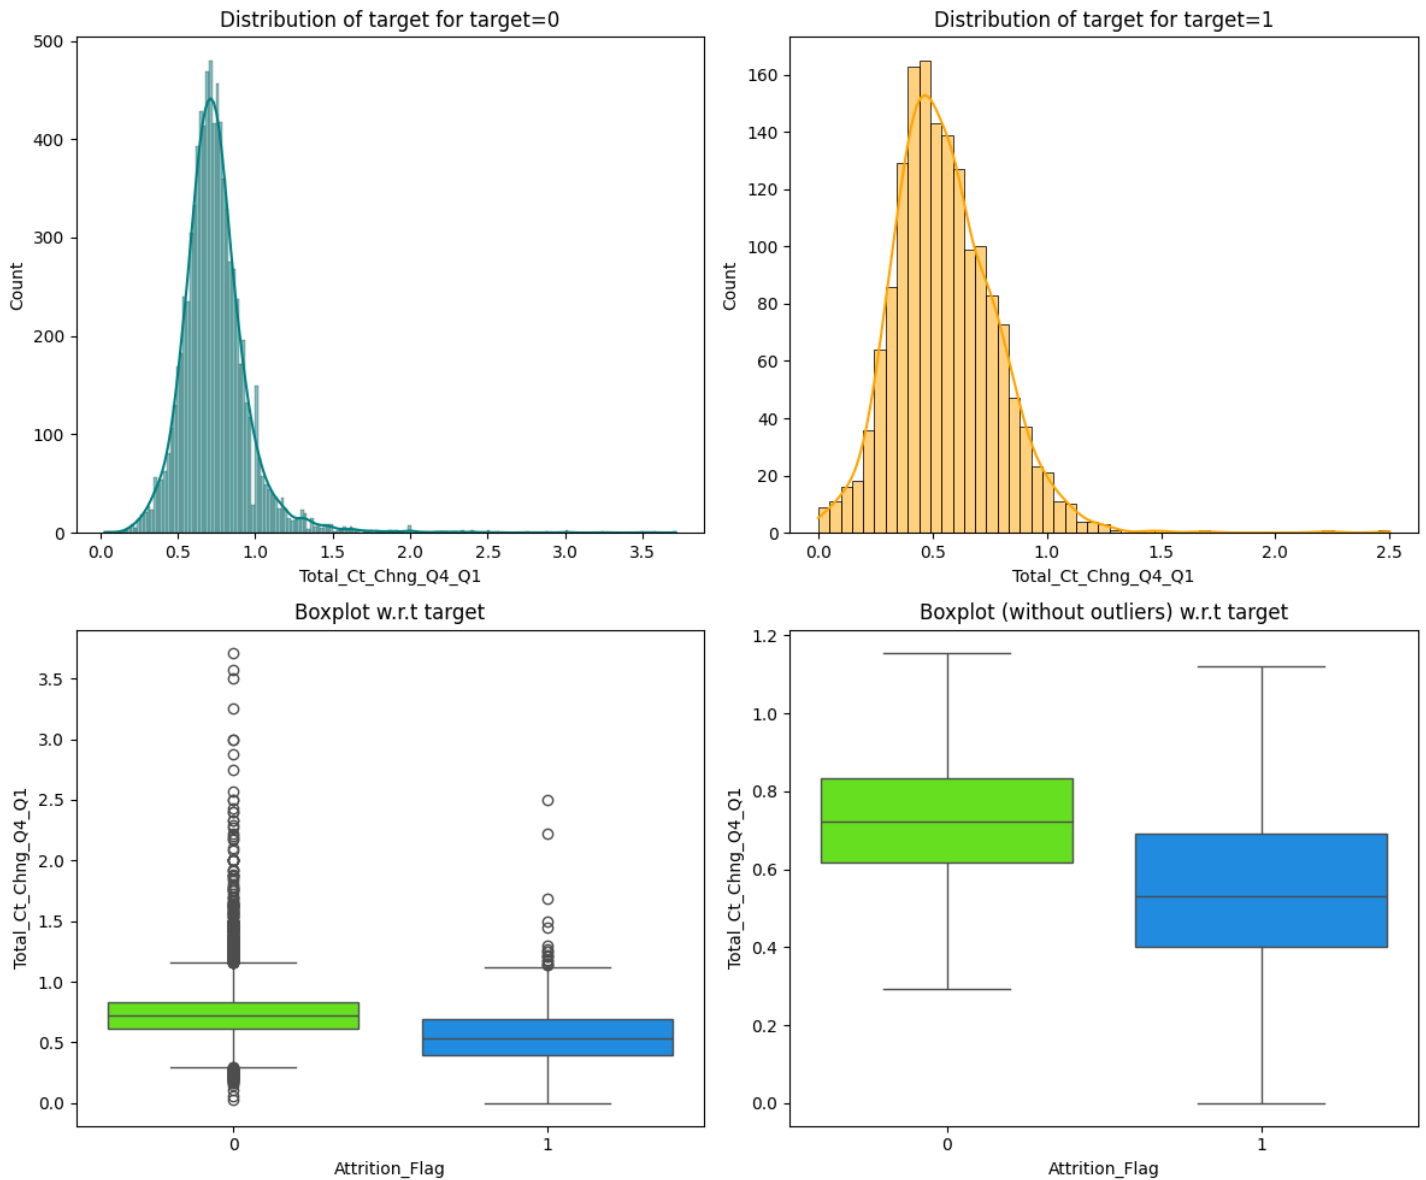 Distribution of target for target=0
500
400
300
200
100
0
Count
0.0 0.5 1.0 1.5 2.0 2.5 3.0 3.5
Total_Ct_Chng_Q4_Q1
Distribution of target for target=1
160
140
120
100
80
60
40
20
0
Count
0.0 0.5 1.0 1.5 2.0 2.5
Total_Ct_Chng_Q4_Q1
Boxplot w.r.t target
3.5
3.0
2.5
2.0
1.5
1.0
0.5
0.0
Total_Ct_Chng_Q4_Q1
0 1
Attrition_Flag
Boxplot (without outliers) w.r.t target
1.2
1.0
0.8
0.6
0.4
0.2
0.0
Total_Ct_Chng_Q4_Q1
0 1
Attrition_Flag